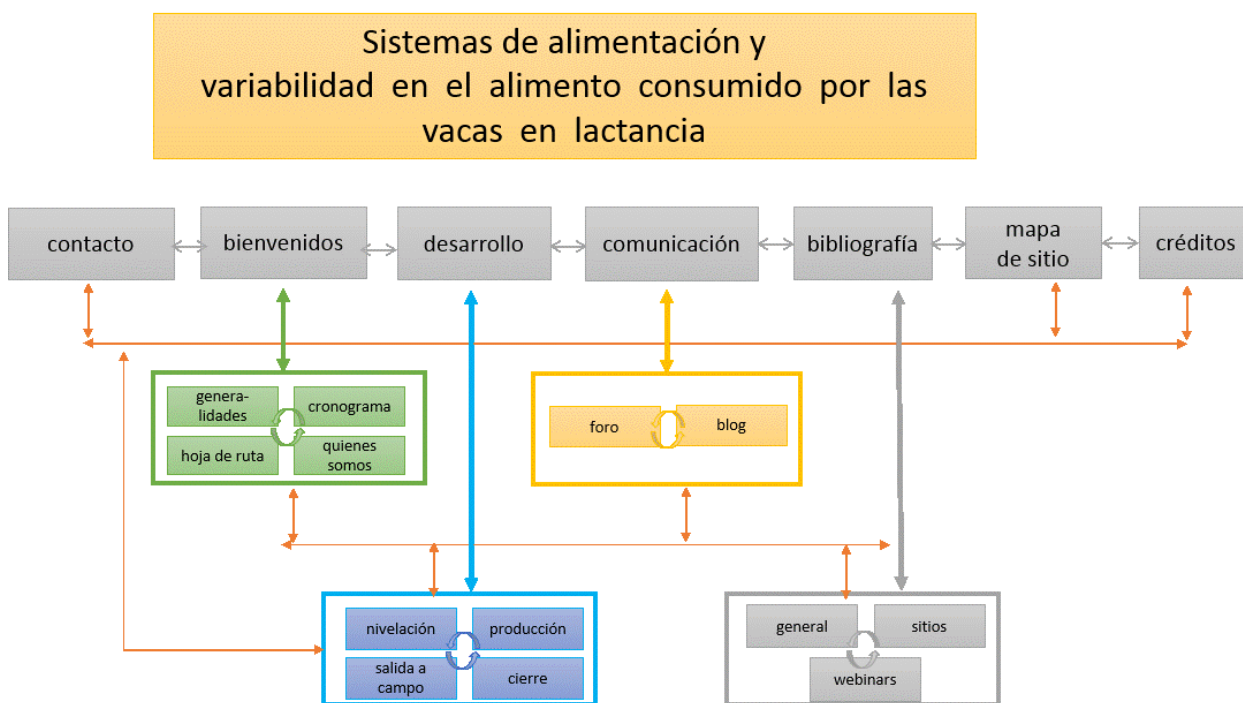 Sistemas de alimentación y
variabilidad en el alimento consumido por las
vacas en lactancia
contacto
bienvenidos
desarrollo
comunicación
bibliografía
mapa
de sitio
créditos
genera-
lidades
cronograma
hoja de ruta
quienes
somos
foro
blog
nivelación
producción
salida a
campo
cierre
general
sitios
webinars